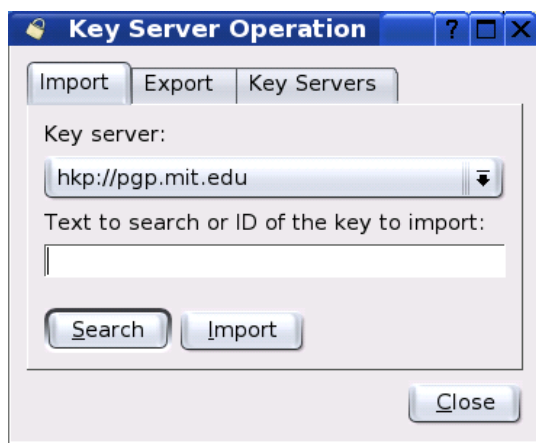 Key Server Operation ?
Import Export Key Servers
Key server:
hkp://pgp.mit.edu
Text to search or ID of the key to import:
Search Import
Close